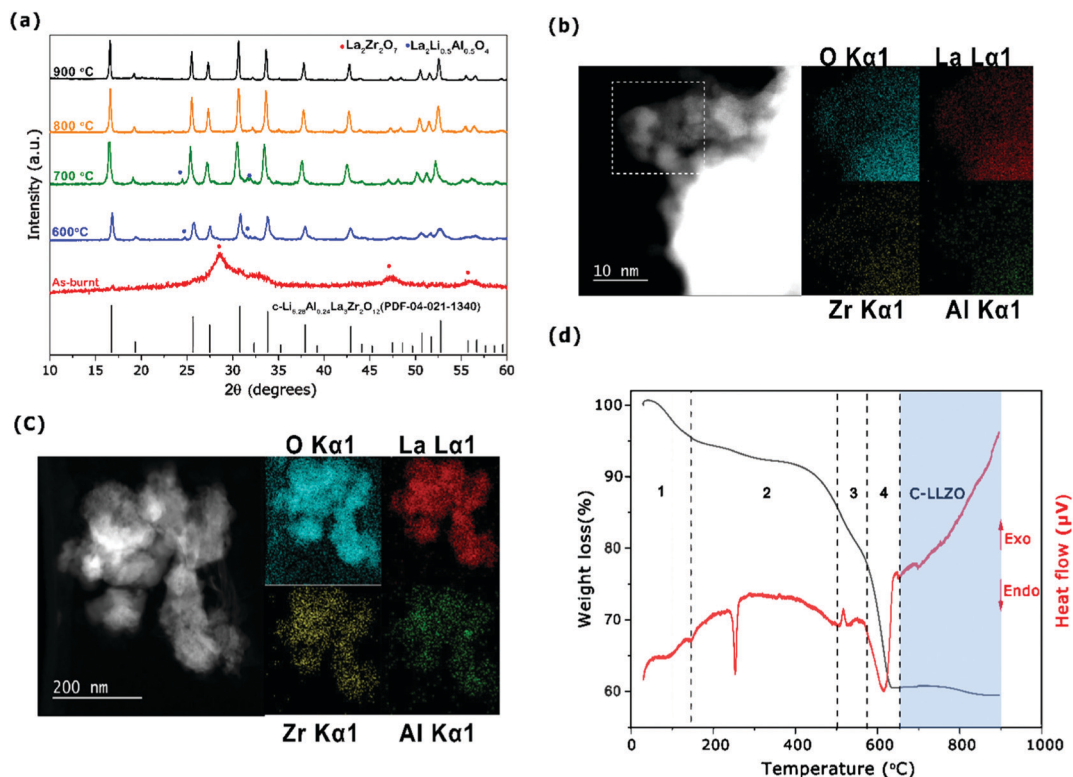 (a)
La2Zr2O7 La2Li0.5Al0.5O4
900 °C
800 °C
700 °C
600°C
As-burnt
c-Li6.28Al0.24La3Zr2O12(PDF-04-021-1340)
Intensity (a.u.)
10 15 20 25 30 35 40 45 50 55 60
2θ (degrees)
(b)
O Kα1 La Lα1
10 nm
Zr Kα1 Al Kα1
(C)
O Kα1 La Lα1
200 nm
Zr Kα1 Al Kα1
(d)
100
90
80
70
60
Weight loss(%)
1 2 3 4 C-LLZO
Exo
Endo
Heat flow (µV)
0 200 400 600 800 1000
Temperature (°C)